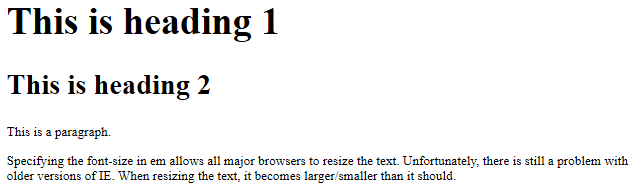 This is heading 1
This is heading 2
This is a paragraph.
Specifying the font-size in em allows all major browsers to resize the text. Unfortunately, there is still a problem with
older versions of IE. When resizing the text, it becomes larger/smaller than it should.